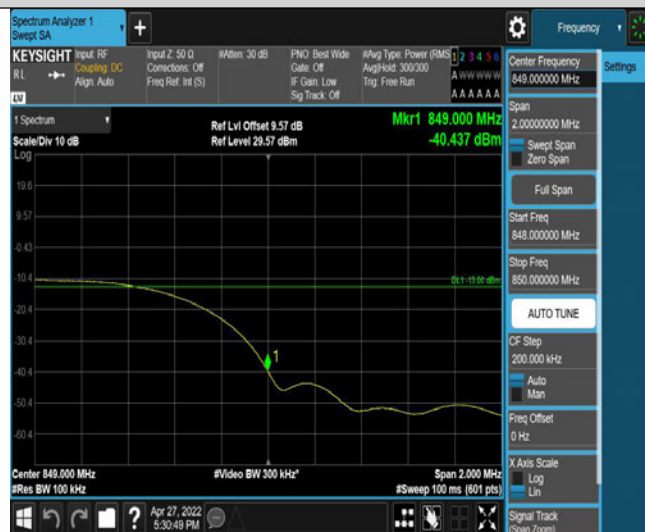 Spectrum Analyzer 1
Swept SA
+
Frequency
KEYSIGHT
RL
Input: RF
Coupling: DC
Align: Auto
Input Z: 50 Ω
Corrections: Off
Freq Ref: Int (S)
#Atten: 30 dB
PNO: Best Wide
Gate: Off
IF Gain: Low
Sig Track: Off
#Avg Type: Power (RMS
Avg|Hold: 300/300
Trig: Free Run
1 2 3 4 5 6
A W W W W W
A A A A A A
1 Spectrum
Scale/Div 10 dB
Log
Ref Lvl Offset 9.57 dB
Ref Level 29.57 dBm
Mkr1 849.000 MHz
-40.437 dBm
19.6
9.57
-0.43
-10.4
-20.4
-30.4
-40.4
-50.4
-60.4
DL1 -13.00 dBm
1
Center 849.000 MHz
#Res BW 100 kHz
#Video BW 300 kHz*
Span 2.000 MHz
#Sweep 100 ms (601 pts)
Apr 27, 2022
5:30:49 PM
?
Center Frequency
849.000000 MHz
Settings
Span
2.00000000 MHz
Swept Span
Zero Span
Full Span
Start Freq
848.000000 MHz
Stop Freq
850.000000 MHz
AUTO TUNE
CF Step
200.000 kHz
Auto
Man
Freq Offset
0 Hz
X Axis Scale
Log
Lin
Signal Track
(Span Zoom)